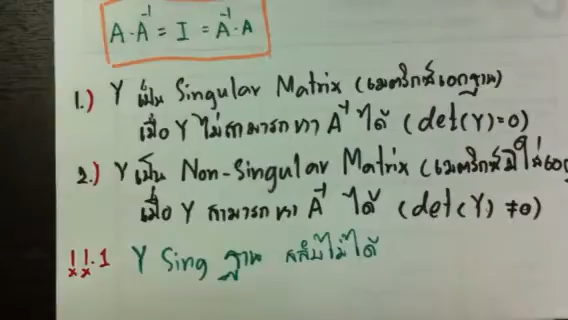 A · A⁻¹ = I = A⁻¹ · A
1.) Y เป็น Singular Matrix (เมตริกซ์เอกฐาน)
เมื่อ Y ไม่สามารถหา A⁻¹ ได้ (det(Y)=0)
2.) Y เป็น Non-Singular Matrix (เมตริกซ์ไม่ใช่เอกฐ
เมื่อ Y สามารถหา A⁻¹ ได้ (det(Y) ≠0)
!!.1 Y Sing ฐาน สลับไม่ได้